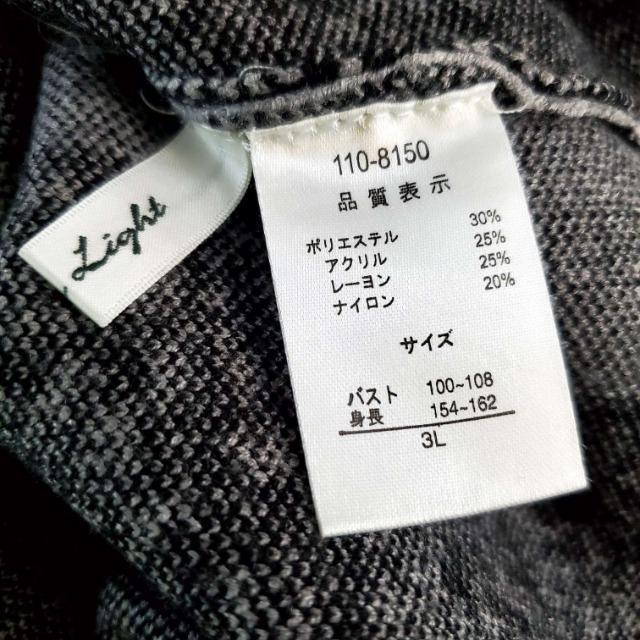 Light
110-8150
品質表示
ポリエステル 30%
アクリル 25%
レーヨン 25%
ナイロン 20%
サイズ
バスト 100~108
身長 154~162
3L